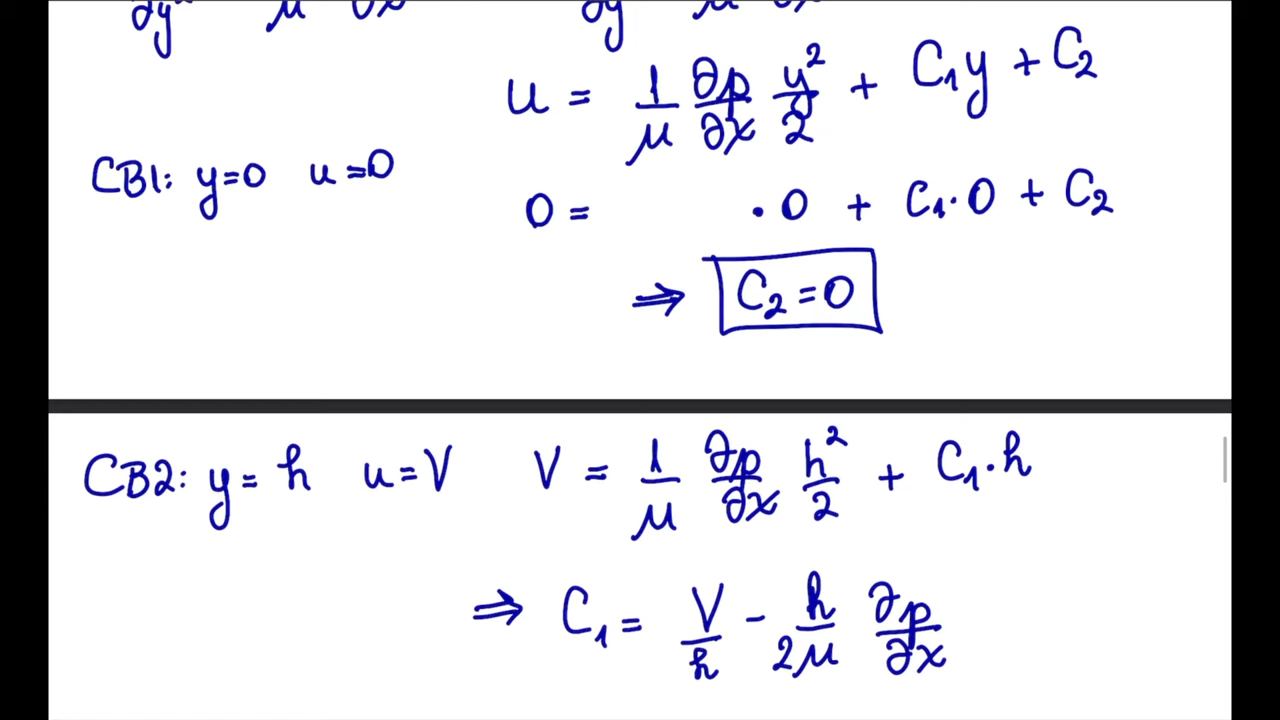 u = 1/μ ∂p/∂x y²/2 + C₁y + C₂
CB1: y=0 u=0
0 = · 0 + C₁·0 + C₂
⇒ C₂=0
CB2: y= h u=V V = 1/μ ∂p/∂x h²/2 + C₁·h
⇒ C₁= V/h - h/2μ ∂p/∂x